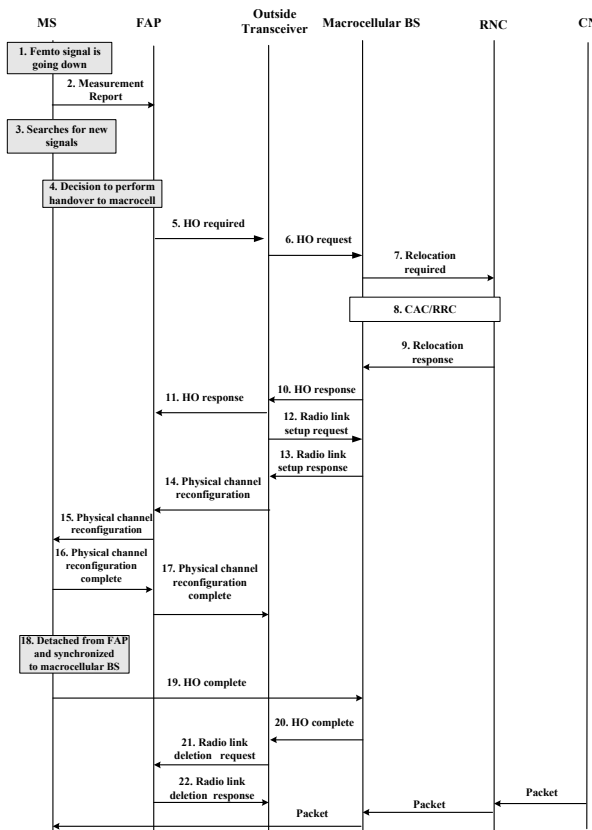 Outside
Transceiver
MS
FAP
Macrocellular BS
RNC
CN
1. Femto signal is
going down
2. Measurement
Report
3. Searches for new
signals
4. Decision to perform
handover to macrocell
5. HO required
6. HO request
7. Relocation
required
8. CAC/RRC
9. Relocation
response
10. HO response
11. HO response
12. Radio link
setup request
13. Radio link
setup response
14. Physical channel
reconfiguration
15. Physical channel
reconfiguration
16. Physical channel
reconfiguration
complete
17. Physical channel
reconfiguration
complete
18. Detached from FAP
and synchronized
to macrocellular BS
19. HO complete
20. HO complete
21. Radio link
deletion request
22. Radio link
deletion response
Packet
Packet
Packet